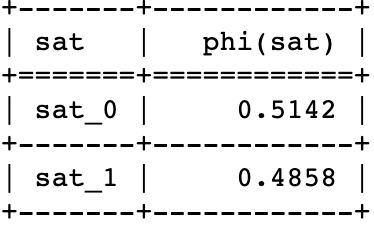 +-------+------------+
| sat   |   phi(sat) |
+=======+============+
| sat_0 |     0.5142 |
+-------+------------+
| sat_1 |     0.4858 |
+-------+------------+